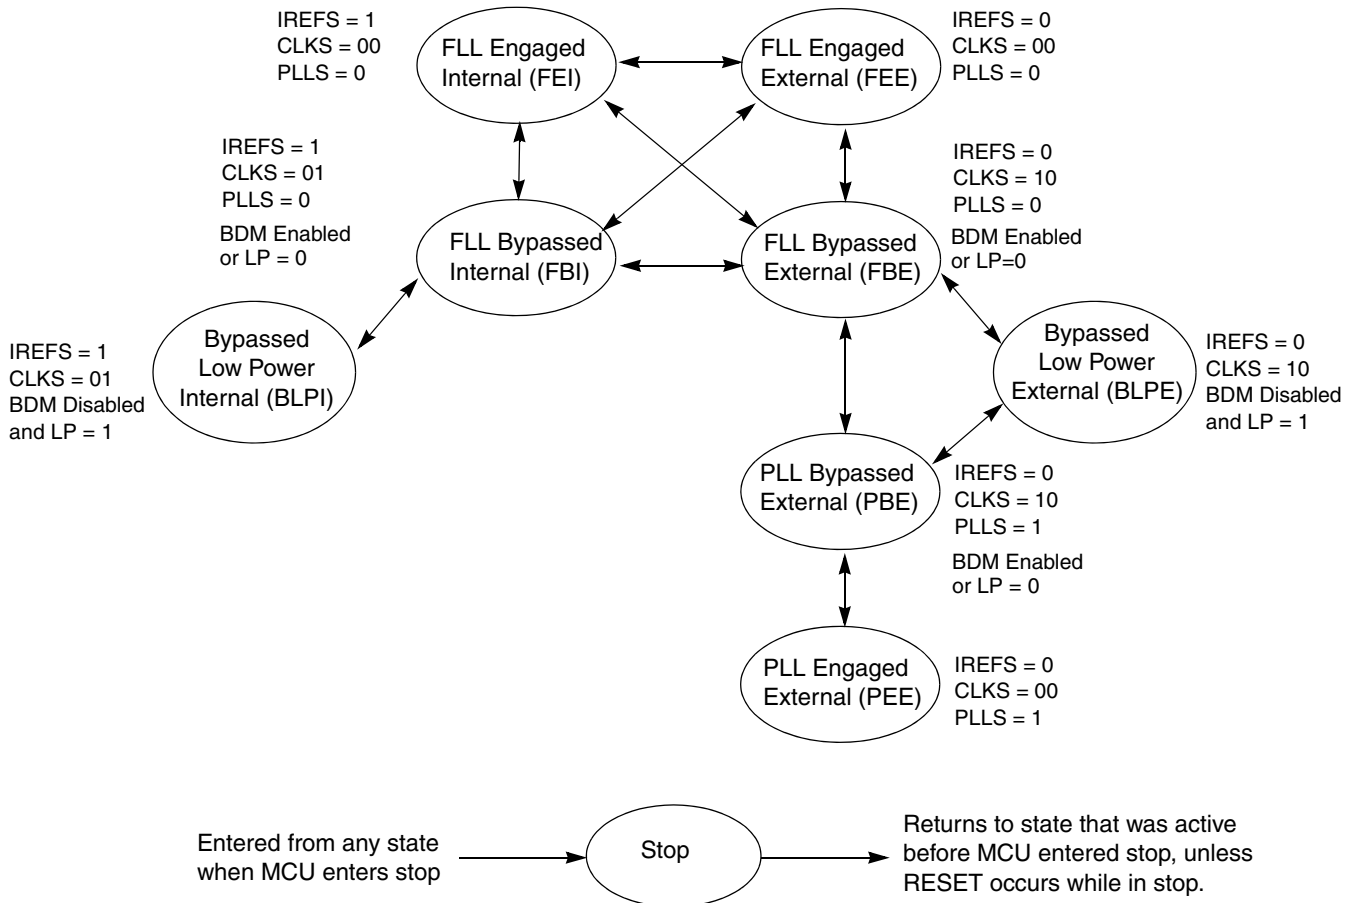 IREFS = 1
CLKS = 00
PLLS = 0
FLL Engaged
Internal (FEI)
FLL Engaged
External (FEE)
IREFS = 0
CLKS = 00
PLLS = 0
IREFS = 1
CLKS = 01
PLLS = 0
BDM Enabled
or LP = 0
FLL Bypassed
Internal (FBI)
FLL Bypassed
External (FBE)
IREFS = 0
CLKS = 10
PLLS = 0
BDM Enabled
or LP=0
IREFS = 1
CLKS = 01
BDM Disabled
and LP = 1
Bypassed
Low Power
Internal (BLPI)
Bypassed
Low Power
External (BLPE)
IREFS = 0
CLKS = 10
BDM Disabled
and LP = 1
PLL Bypassed
External (PBE)
IREFS = 0
CLKS = 10
PLLS = 1
BDM Enabled
or LP = 0
PLL Engaged
External (PEE)
IREFS = 0
CLKS = 00
PLLS = 1
Entered from any state
when MCU enters stop
Stop
Returns to state that was active
before MCU entered stop, unless
RESET occurs while in stop.